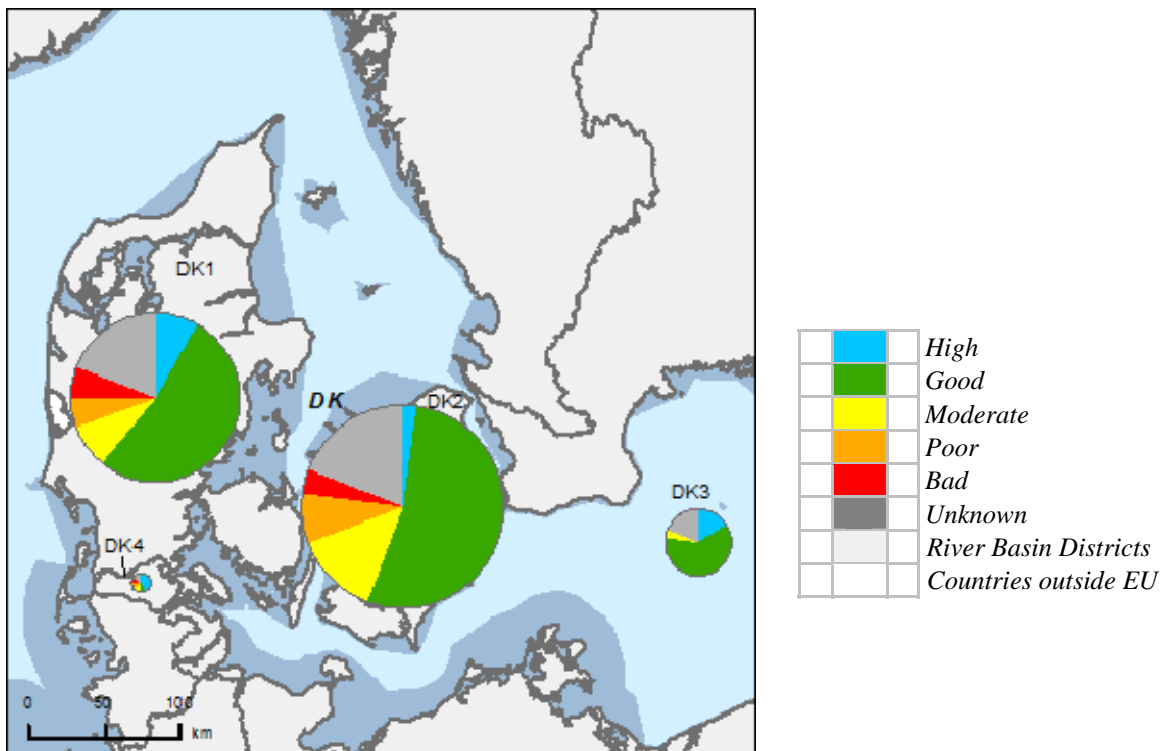 DK1
DK
DK2
DK3
DK4
0 50 100
km
High
Good
Moderate
Poor
Bad
Unknown
River Basin Districts
Countries outside EU